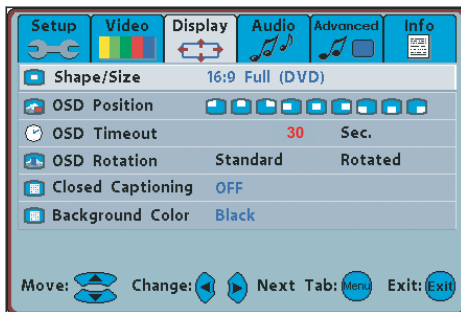 Setup Video Display Audio Advanced Info
Shape/Size 16:9 Full (DVD)
OSD Position
OSD Timeout 30 Sec.
OSD Rotation Standard Rotated
Closed Captioning OFF
Background Color Black
Move: Change: Next Tab: Menu Exit: Exit